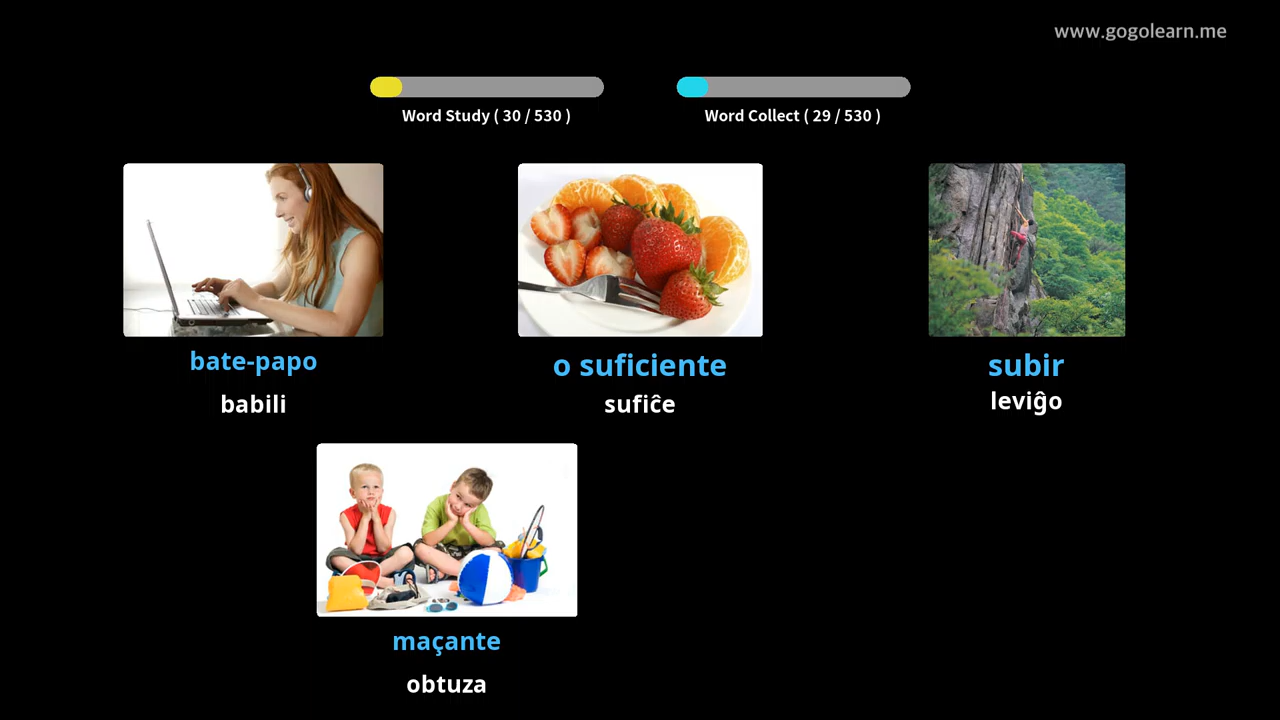 www.gogolearn.me
Word Study ( 30 / 530 )
Word Collect ( 29 / 530 )
bate-papo
babili
o suficiente
sufiĉe
subir
leviĝo
maçante
obtuza